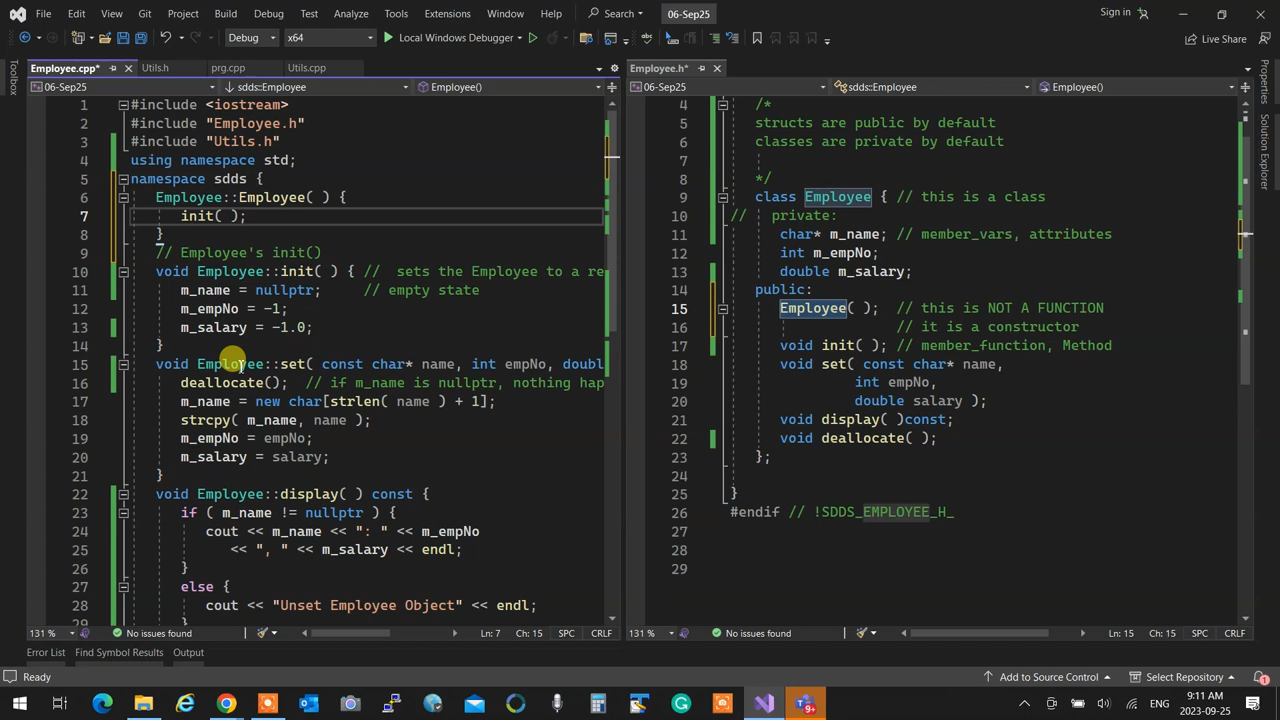 File Edit View Git Project Build Debug Test Analyze Tools Extensions Window Help Search 06-Sep25 Sign in
Debug x64 Local Windows Debugger Live Share
Toolbox
Employee.cpp* Utils.h prg.cpp Utils.cpp
06-Sep25 sdds::Employee Employee()
1 #include <iostream>
2 #include "Employee.h"
3 #include "Utils.h"
4 using namespace std;
5 namespace sdds {
6 Employee::Employee( ) {
7 init( );
8 }
9 // Employee's init()
10 void Employee::init( ) { // sets the Employee to a re
11 m_name = nullptr; // empty state
12 m_empNo = -1;
13 m_salary = -1.0;
14 }
15 void Employee::set( const char* name, int empNo, doubl
16 deallocate(); // if m_name is nullptr, nothing hap
17 m_name = new char[strlen( name ) + 1];
18 strcpy( m_name, name );
19 m_empNo = empNo;
20 m_salary = salary;
21 }
22 void Employee::display( ) const {
23 if ( m_name != nullptr ) {
24 cout << m_name << ": " << m_empNo
25 << ", " << m_salary << endl;
26 }
27 else {
28 cout << "Unset Employee Object" << endl;
29
131 % No issues found Ln: 7 Ch: 15 SPC CRLF
Employee.h*
06-Sep25 sdds::Employee Employee()
4 /*
5 structs are public by default
6 classes are private by default
7
8 */
9 class Employee { // this is a class
10 // private:
11 char* m_name; // member_vars, attributes
12 int m_empNo;
13 double m_salary;
14 public:
15 Employee( ); // this is NOT A FUNCTION
16 // it is a constructor
17 void init( ); // member_function, Method
18 void set( const char* name,
19 int empNo,
20 double salary );
21 void display( )const;
22 void deallocate( );
23 };
24
25 }
26 #endif // !SDDS_EMPLOYEE_H_
27
28
29
131 % No issues found Ln: 15 Ch: 15 SPC CRLF
Properties
Solution Explorer
Error List Find Symbol Results Output
Ready Add to Source Control Select Repository 1
9+ ENG 9:11 AM
2023-09-25